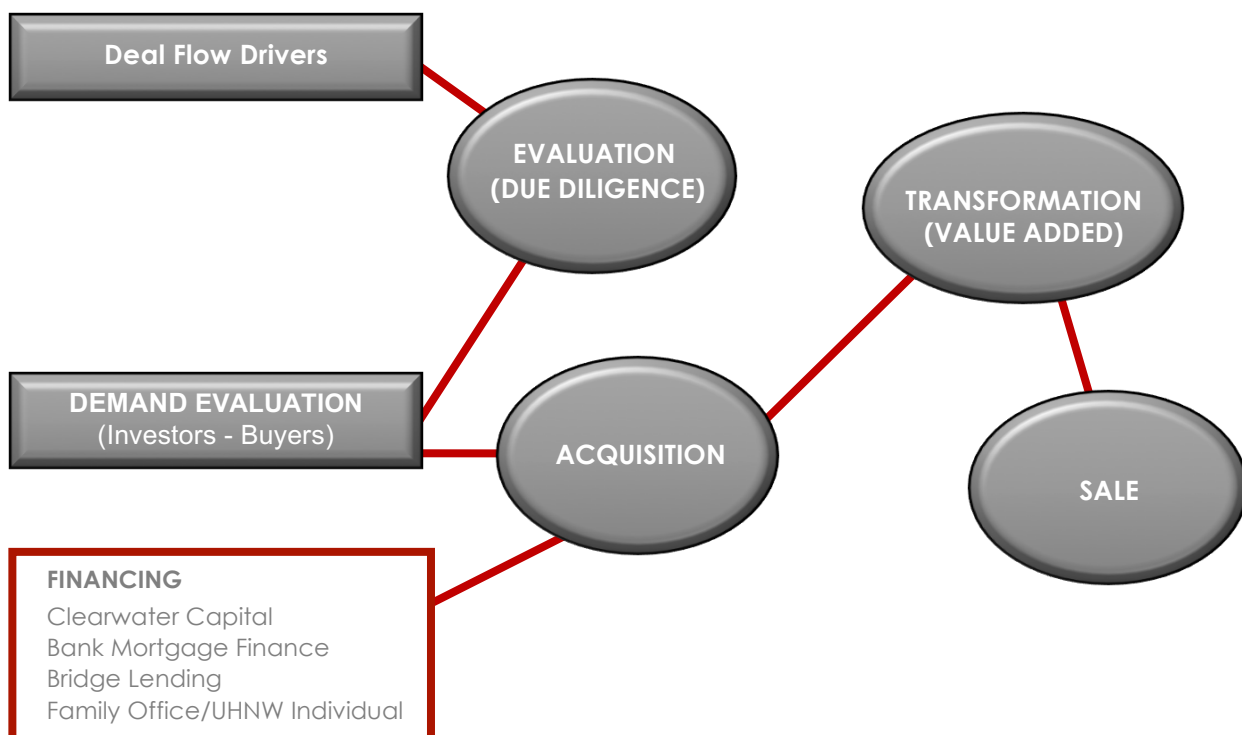 Deal Flow Drivers
EVALUATION
(DUE DILIGENCE)
TRANSFORMATION
(VALUE ADDED)
DEMAND EVALUATION
(Investors - Buyers)
ACQUISITION
SALE
FINANCING
Clearwater Capital
Bank Mortgage Finance
Bridge Lending
Family Office/UHNW Individual